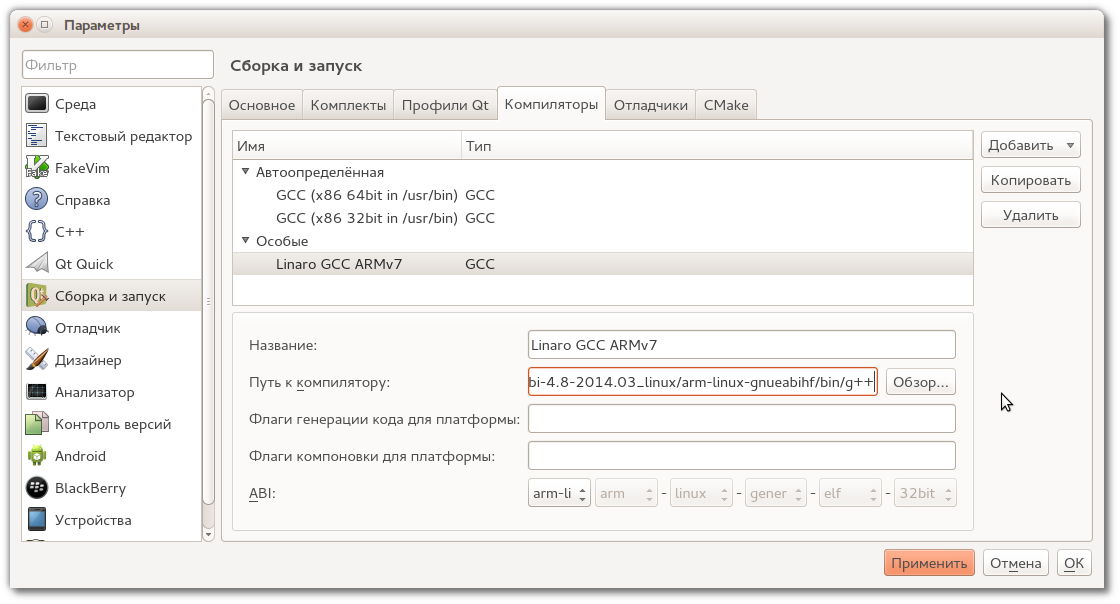 Параметры
Фильтр
Среда
Текстовый редактор
FakeVim
Справка
C++
Qt Quick
Сборка и запуск
Отладчик
Дизайнер
Анализатор
Контроль версий
Android
BlackBerry
Устройства
Сборка и запуск
Основное Комплекты Профили Qt Компиляторы Отладчики CMake
Имя Тип
Автоопределённая
GCC (x86 64bit in /usr/bin) GCC
GCC (x86 32bit in /usr/bin) GCC
Особые
Linaro GCC ARMv7 GCC
Добавить
Копировать
Удалить
Название: Linaro GCC ARMv7
Путь к компилятору: bi-4.8-2014.03_linux/arm-linux-gnueabihf/bin/g++ Обзор...
Флаги генерации кода для платформы:
Флаги компоновки для платформы:
ABI: arm-li arm - linux - gener - elf - 32bit
Применить Отмена OK